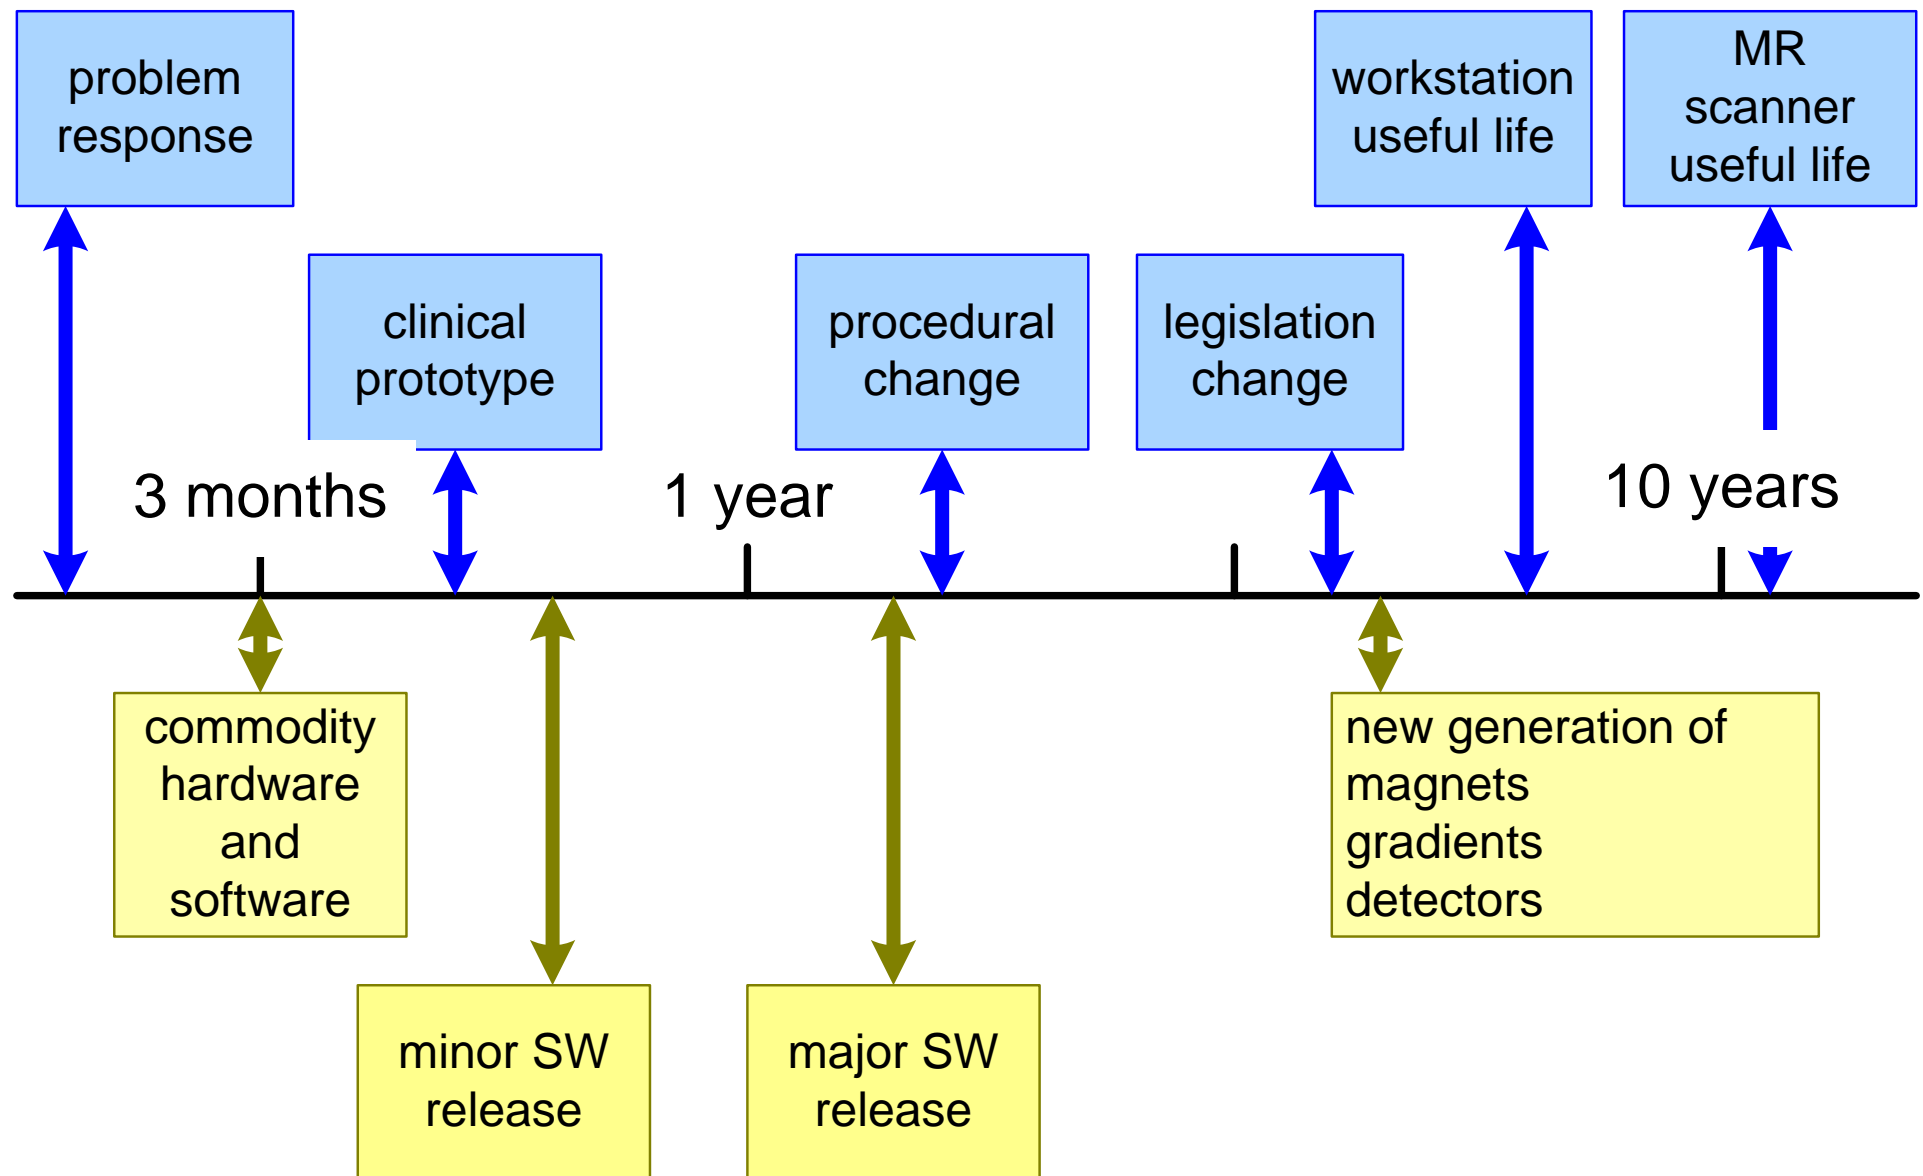 problem
response
workstation
useful life
MR
scanner
useful life
clinical
prototype
procedural
change
legislation
change
3 months
1 year
10 years
commodity
hardware
and
software
new generation of
magnets
gradients
detectors
minor SW
release
major SW
release